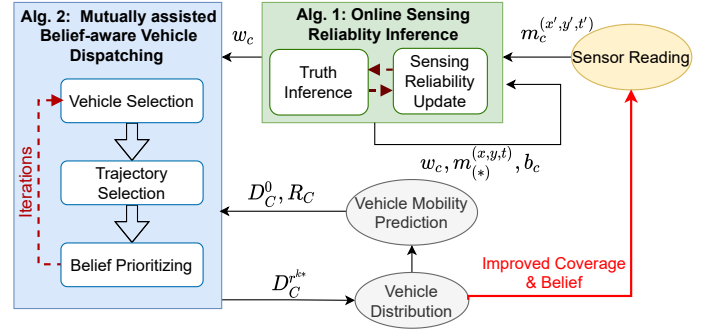 Alg. 2: Mutually assisted
Belief-aware Vehicle
Dispatching
Vehicle Selection
Trajectory
Selection
Belief Prioritizing
Iterations
w_c
Alg. 1: Online Sensing
Reliablity Inference
Truth
Inference
Sensing
Reliability
Update
m_c^{(x',y',t')}
Sensor Reading
w_c, m_{(*)}^{(x,y,t)}, b_c
D_C^0, R_C
Vehicle Mobility
Prediction
D_C^{r^{k*}}
Vehicle
Distribution
Improved Coverage
& Belief